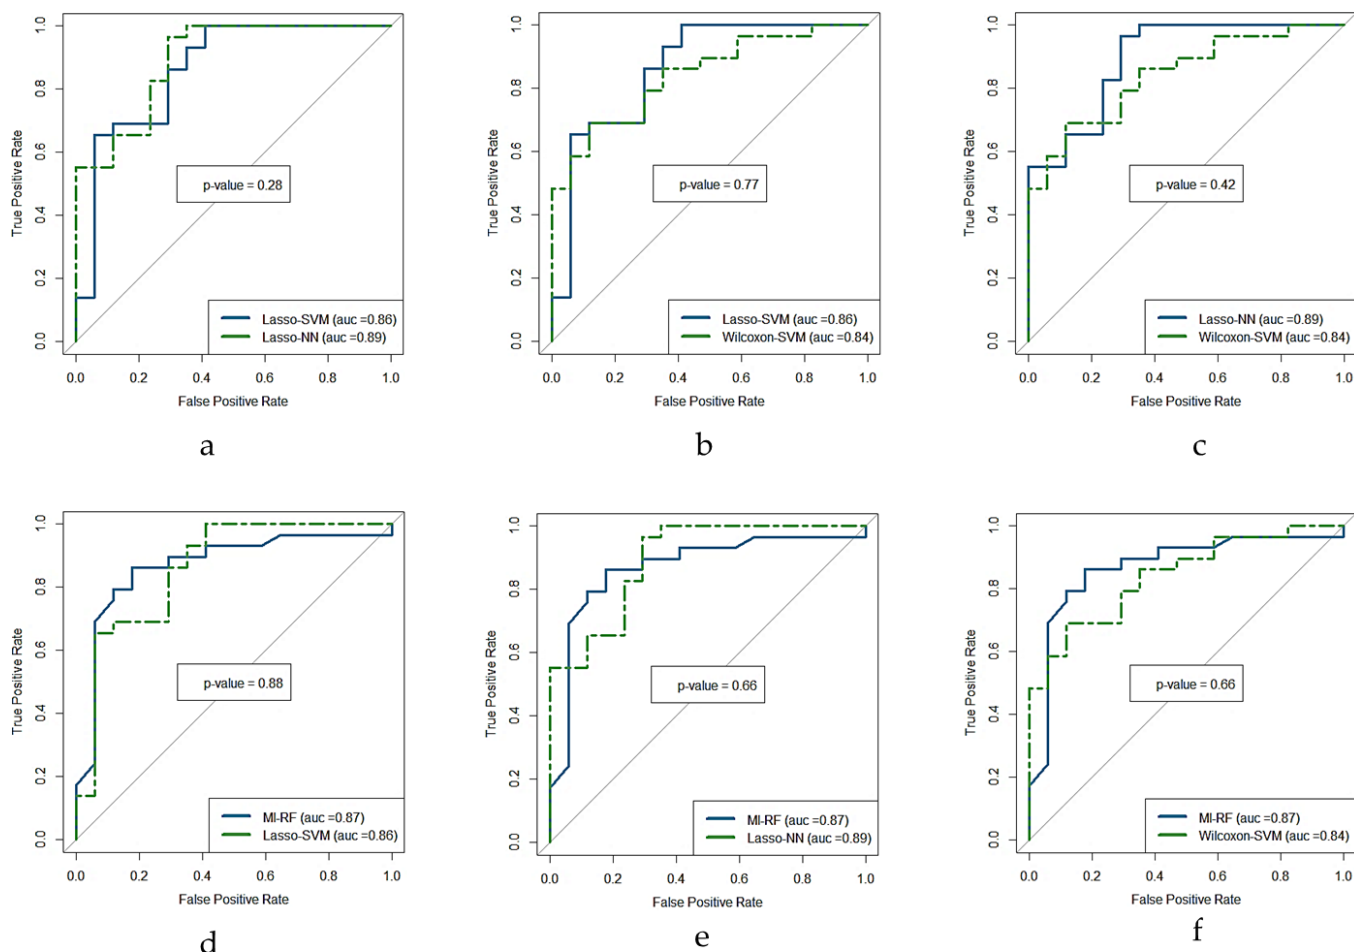 1.0
0.8
0.6
0.4
0.2
0.0
True Positive Rate
p-value = 0.28
Lasso-SVM (auc =0.86)
Lasso-NN (auc =0.89)
0.0 0.2 0.4 0.6 0.8 1.0
False Positive Rate
a
1.0
0.8
0.6
0.4
0.2
0.0
True Positive Rate
p-value = 0.77
Lasso-SVM (auc =0.86)
Wilcoxon-SVM (auc =0.84)
0.0 0.2 0.4 0.6 0.8 1.0
False Positive Rate
b
1.0
0.8
0.6
0.4
0.2
0.0
True Positive Rate
p-value = 0.42
Lasso-NN (auc =0.89)
Wilcoxon-SVM (auc =0.84)
0.0 0.2 0.4 0.6 0.8 1.0
False Positive Rate
c
1.0
0.8
0.6
0.4
0.2
0.0
True Positive Rate
p-value = 0.88
MI-RF (auc =0.87)
Lasso-SVM (auc =0.86)
0.0 0.2 0.4 0.6 0.8 1.0
False Positive Rate
d
1.0
0.8
0.6
0.4
0.2
0.0
True Positive Rate
p-value = 0.66
MI-RF (auc =0.87)
Lasso-NN (auc =0.89)
0.0 0.2 0.4 0.6 0.8 1.0
False Positive Rate
e
1.0
0.8
0.6
0.4
0.2
0.0
True Positive Rate
p-value = 0.66
MI-RF (auc =0.87)
Wilcoxon-SVM (auc =0.84)
0.0 0.2 0.4 0.6 0.8 1.0
False Positive Rate
f